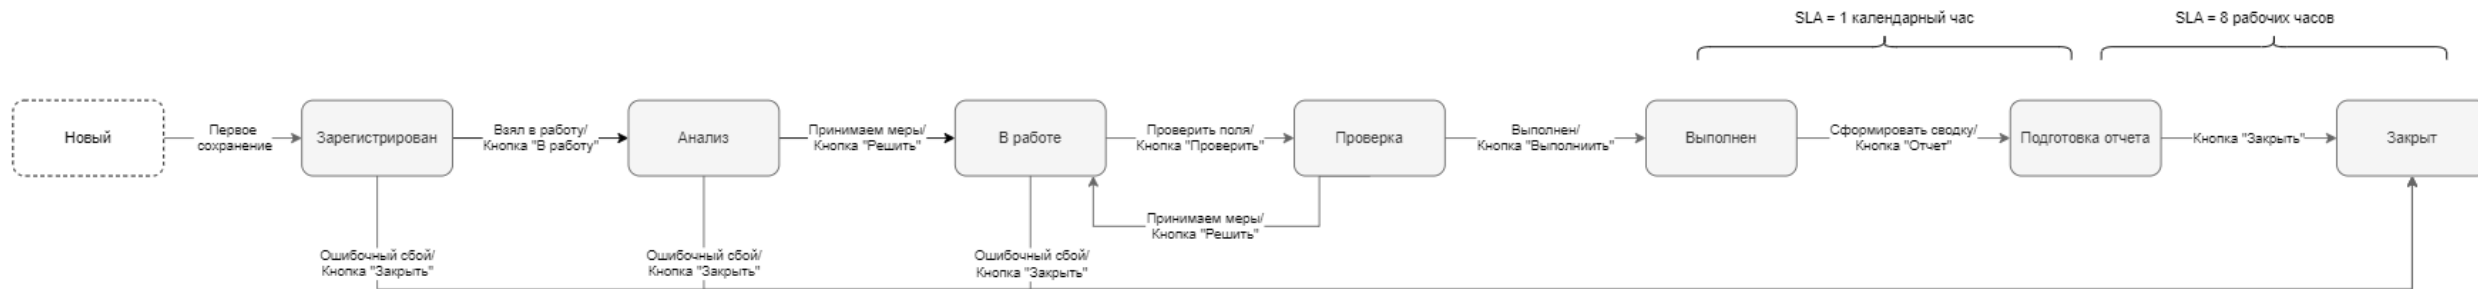 SLA = 1 календарный час
SLA = 8 рабочих часов
Новый
Первое
сохранение
Зарегистрирован
Взял в работу/
Кнопка "В работу"
Анализ
Принимаем меры/
Кнопка "Решить"
В работе
Проверить поля/
Кнопка "Проверить"
Проверка
Выполнен/
Кнопка "Выполниить"
Выполнен
Сформировать сводку/
Кнопка "Отчет"
Подготовка отчета
Кнопка "Закрыть"
Закрыт
Принимаем меры/
Кнопка "Решить"
Ошибочный сбой/
Кнопка "Закрыть"
Ошибочный сбой/
Кнопка "Закрыть"
Ошибочный сбой/
Кнопка "Закрыть"